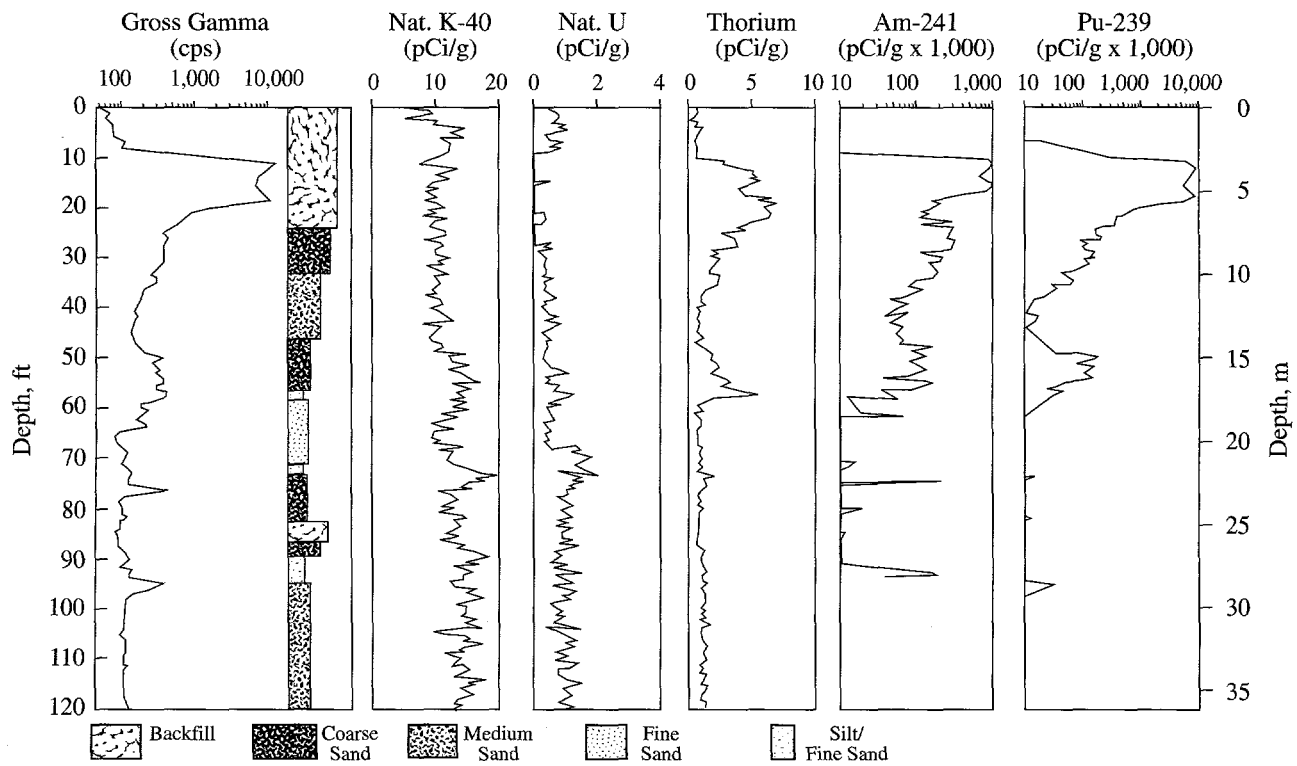 Gross Gamma
(cps)
100 1,000 10,000
Nat. K-40
(pCi/g)
0 10 20
Nat. U
(pCi/g)
0 2 4
Thorium
(pCi/g)
0 5 10
Am-241
(pCi/g x 1,000)
10 100 1,000
Pu-239
(pCi/g x 1,000)
10 100 1,000 10,000
Depth, ft
0
10
20
30
40
50
60
70
80
90
100
110
120
0
5
10
15
20
25
30
35
Depth, m
Backfill
Coarse
Sand
Medium
Sand
Fine
Sand
Silt/
Fine Sand